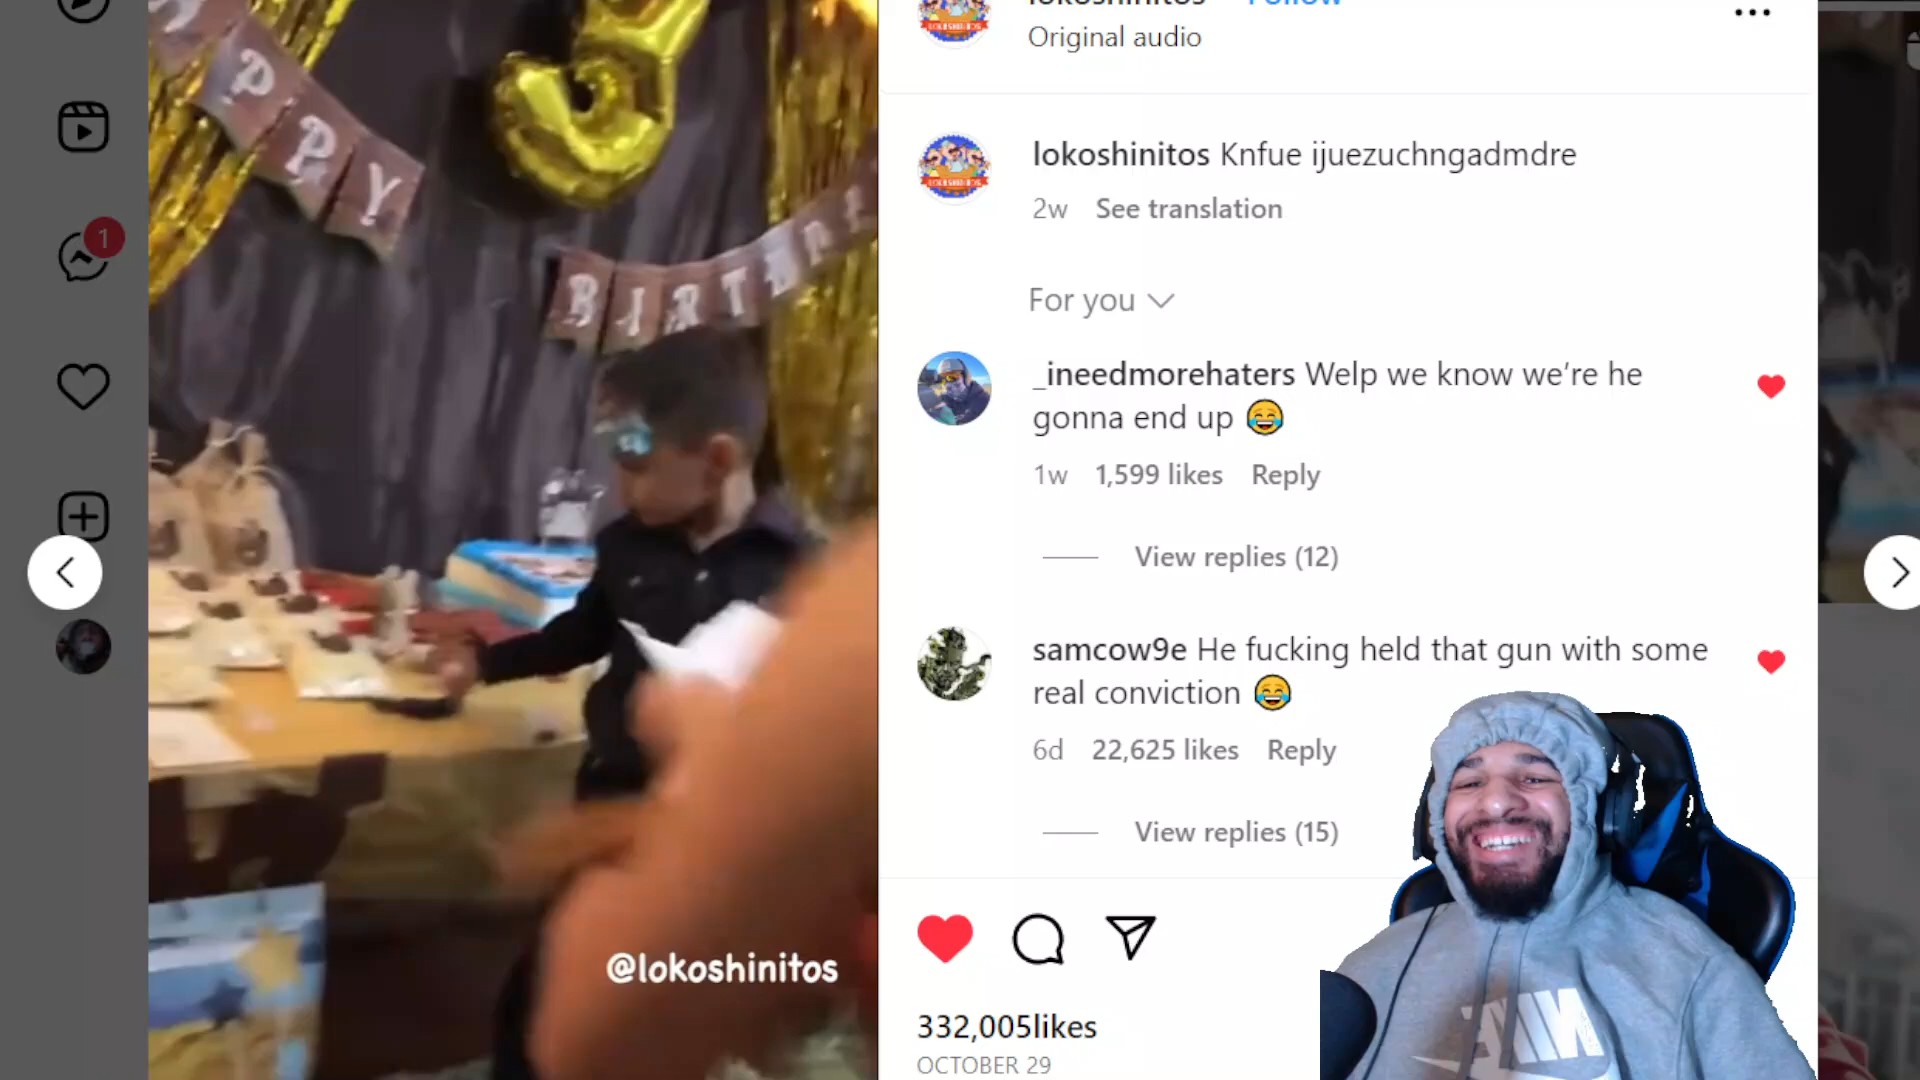 PPY
BIRTH
@lokoshinitos
1
Original audio
lokoshinitos Knfue ijuezuchngadmdre
2w See translation
For you
_ineedmorehaters Welp we know we’re he
gonna end up 😂
1w 1,599 likes Reply
View replies (12)
samcow9e He fucking held that gun with some
real conviction 😂
6d 22,625 likes Reply
View replies (15)
332,005likes
OCTOBER 29